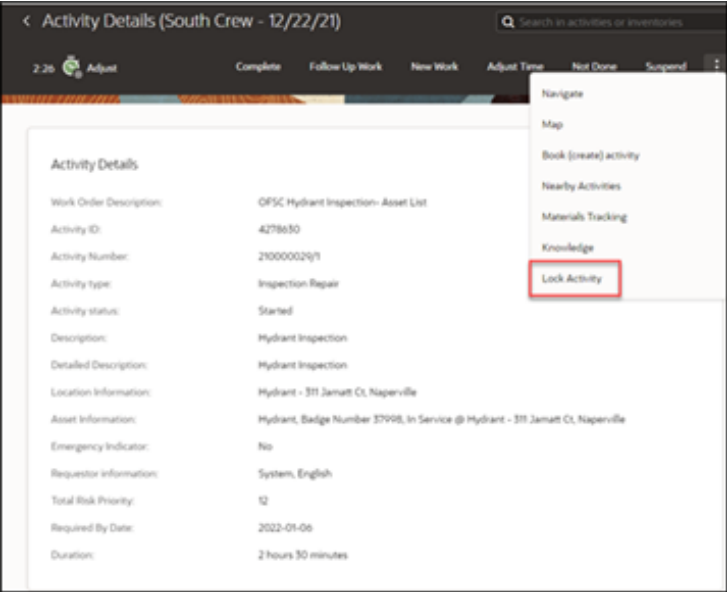 Activity Details (South Crew - 12/22/21)
Search in activities or inventories
2:26 Adjust Complete Follow Up Work New Work Adjust Time Not Done Suspend
Navigate
Map
Book (create) activity
Nearby Activities
Materials Tracking
Knowledge
Lock Activity
Activity Details
Work Order Description: OFSC Hydrant Inspection- Asset List
Activity ID: 4278630
Activity Number: 210000029/1
Activity type: Inspection Repair
Activity status: Started
Description: Hydrant Inspection
Detailed Description: Hydrant Inspection
Location Information: Hydrant - 311 Jamatt Ct, Naperville
Asset Information: Hydrant, Badge Number 37998, In Service @ Hydrant - 311 Jamatt Ct, Naperville
Emergency Indicator: No
Requestor information: System, English
Total Risk Priority: 12
Required By Date: 2022-01-06
Duration: 2 hours 30 minutes